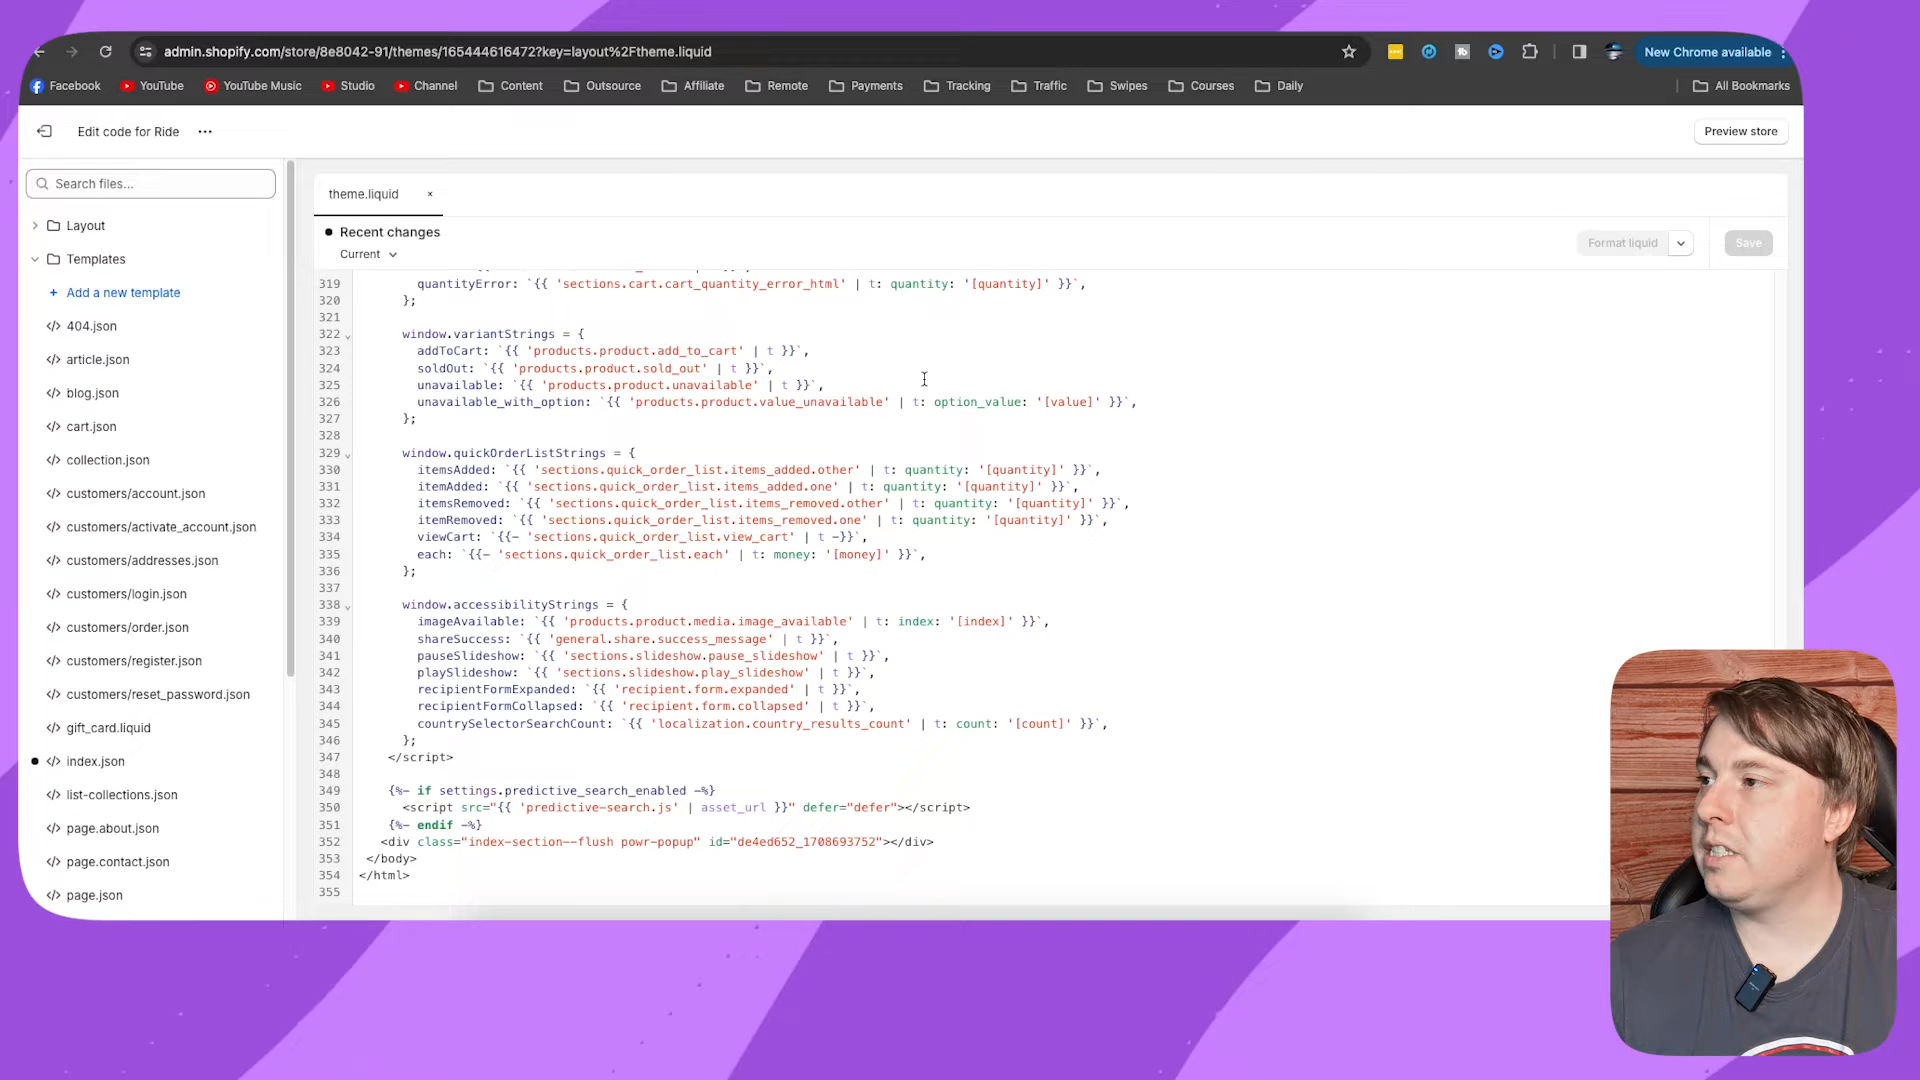 admin.shopify.com/store/8e8042-91/themes/165444616472?key=layout%2Ftheme.liquid
New Chrome available
Facebook YouTube YouTube Music Studio Channel Content Outsource Affiliate Remote Payments Tracking Traffic Swipes Courses Daily All Bookmarks
Edit code for Ride
Preview store
Search files...
Layout
Templates
+ Add a new template
404.json
article.json
blog.json
cart.json
collection.json
customers/account.json
customers/activate_account.json
customers/addresses.json
customers/login.json
customers/order.json
customers/register.json
customers/reset_password.json
gift_card.liquid
index.json
list-collections.json
page.about.json
page.contact.json
page.json
theme.liquid
Recent changes
Current
Format liquid
Save
319 quantityError: `{{ 'sections.cart.cart_quantity_error_html' | t: quantity: '[quantity]' }}`,
320 };
321
322 window.variantStrings = {
323 addToCart: `{{ 'products.product.add_to_cart' | t }}`,
324 soldOut: `{{ 'products.product.sold_out' | t }}`,
325 unavailable: `{{ 'products.product.unavailable' | t }}`,
326 unavailable_with_option: `{{ 'products.product.value_unavailable' | t: option_value: '[value]' }}`,
327 };
328
329 window.quickOrderListStrings = {
330 itemsAdded: `{{ 'sections.quick_order_list.items_added.other' | t: quantity: '[quantity]' }}`,
331 itemAdded: `{{ 'sections.quick_order_list.items_added.one' | t: quantity: '[quantity]' }}`,
332 itemsRemoved: `{{ 'sections.quick_order_list.items_removed.other' | t: quantity: '[quantity]' }}`,
333 itemRemoved: `{{ 'sections.quick_order_list.items_removed.one' | t: quantity: '[quantity]' }}`,
334 viewCart: `{{- 'sections.quick_order_list.view_cart' | t -}}`,
335 each: `{{- 'sections.quick_order_list.each' | t: money: '[money]' }}`,
336 };
337
338 window.accessibilityStrings = {
339 imageAvailable: `{{ 'products.product.media.image_available' | t: index: '[index]' }}`,
340 shareSuccess: `{{ 'general.share.success_message' | t }}`,
341 pauseSlideshow: `{{ 'sections.slideshow.pause_slideshow' | t }}`,
342 playSlideshow: `{{ 'sections.slideshow.play_slideshow' | t }}`,
343 recipientFormExpanded: `{{ 'recipient.form.expanded' | t }}`,
344 recipientFormCollapsed: `{{ 'recipient.form.collapsed' | t }}`,
345 countrySelectorSearchCount: `{{ 'localization.country_results_count' | t: count: '[count]' }}`,
346 };
347 </script>
348
349 {%- if settings.predictive_search_enabled -%}
350 <script src="{{ 'predictive-search.js' | asset_url }}" defer="defer"></script>
351 {%- endif -%}
352 <div class="index-section--flush powr-popup" id="de4ed652_1708693752"></div>
353 </body>
354 </html>
355